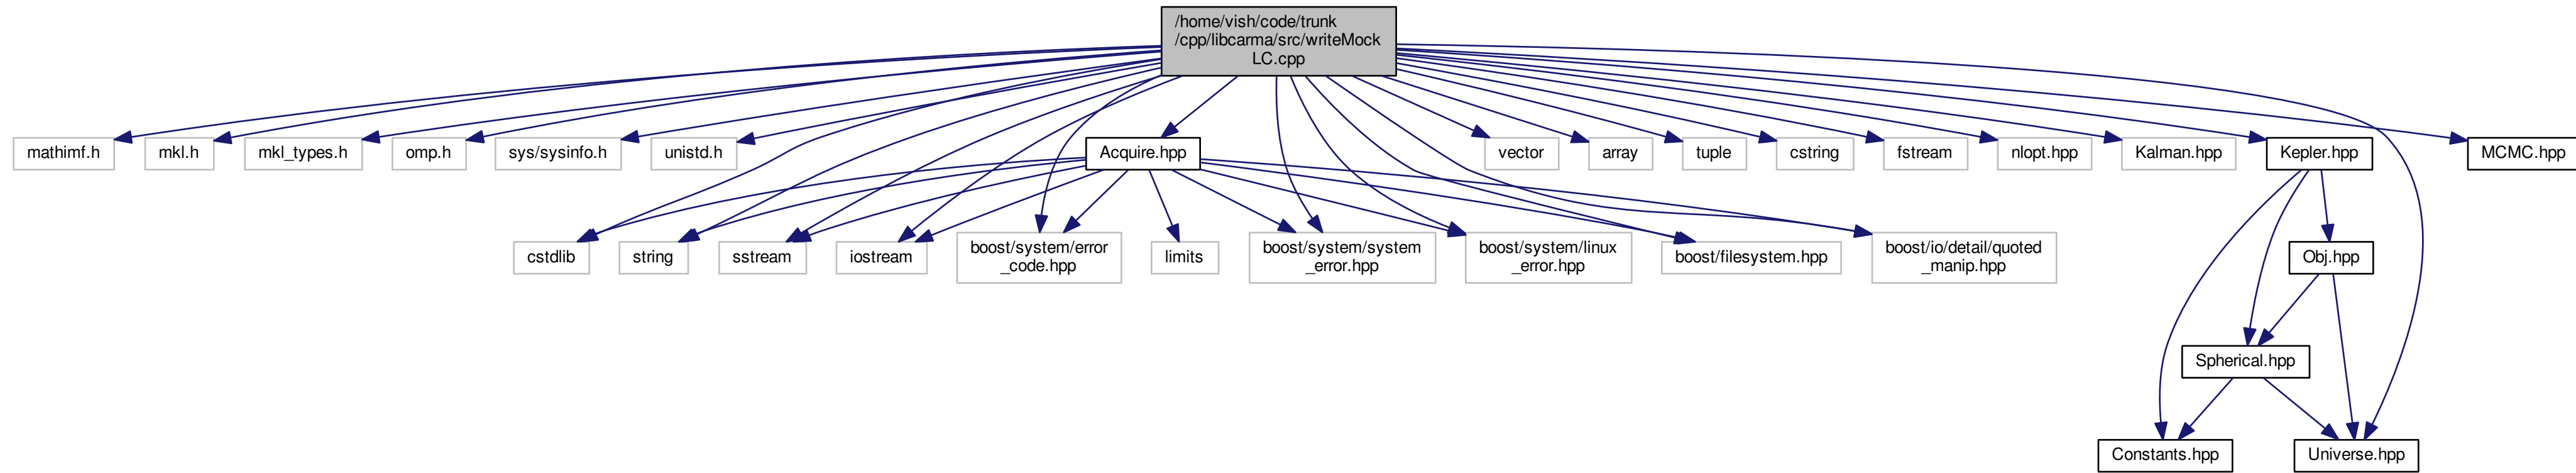 /home/vish/code/trunk
/cpp/libcarma/src/writeMock
LC.cpp
mathimf.h
mkl.h
mkl_types.h
omp.h
sys/sysinfo.h
unistd.h
Acquire.hpp
vector
array
tuple
cstring
fstream
nlopt.hpp
Kalman.hpp
Kepler.hpp
MCMC.hpp
cstdlib
string
sstream
iostream
boost/system/error
_code.hpp
limits
boost/system/system
_error.hpp
boost/system/linux
_error.hpp
boost/filesystem.hpp
boost/io/detail/quoted
_manip.hpp
Obj.hpp
Spherical.hpp
Constants.hpp
Universe.hpp